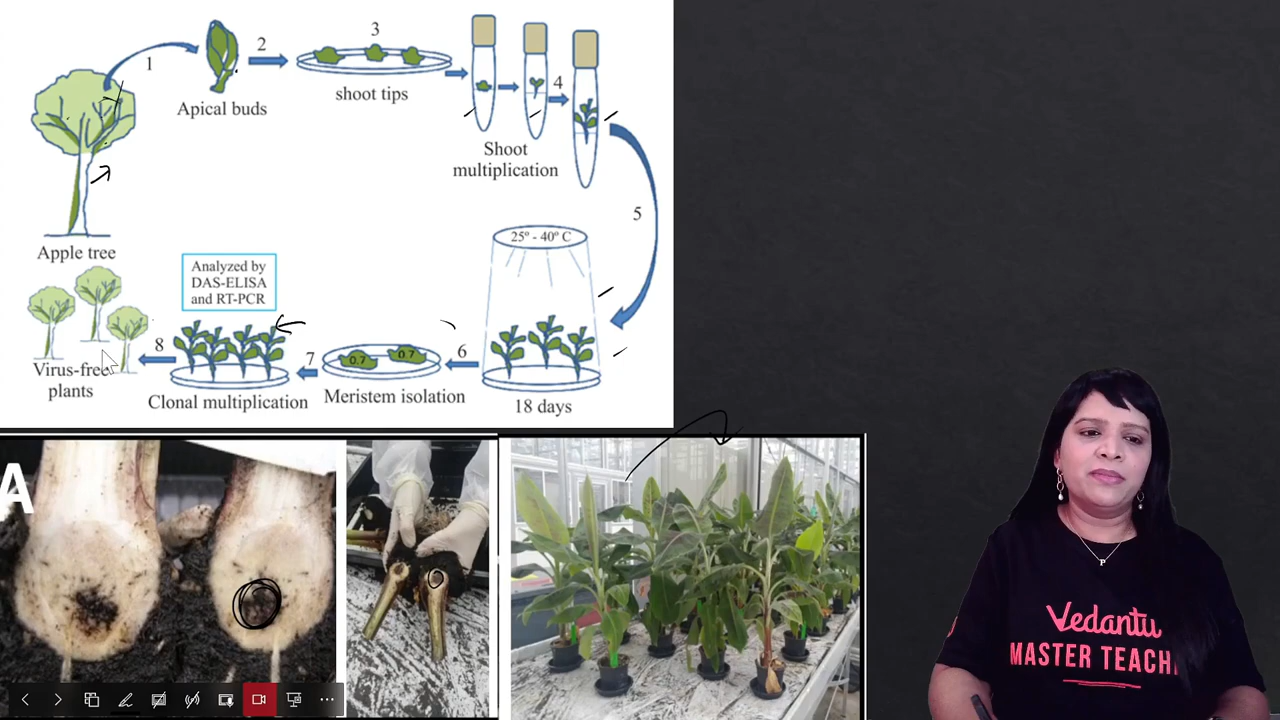 1
2
3
4
Apical buds
shoot tips
Shoot
multiplication
5
Apple tree
25º - 40º C
Analyzed by
DAS-ELISA
and RT-PCR
8
7
6
0.7
0.7
Virus-free
plants
Clonal multiplication
Meristem isolation
18 days
A
Vedantu
MASTER TEACH
P